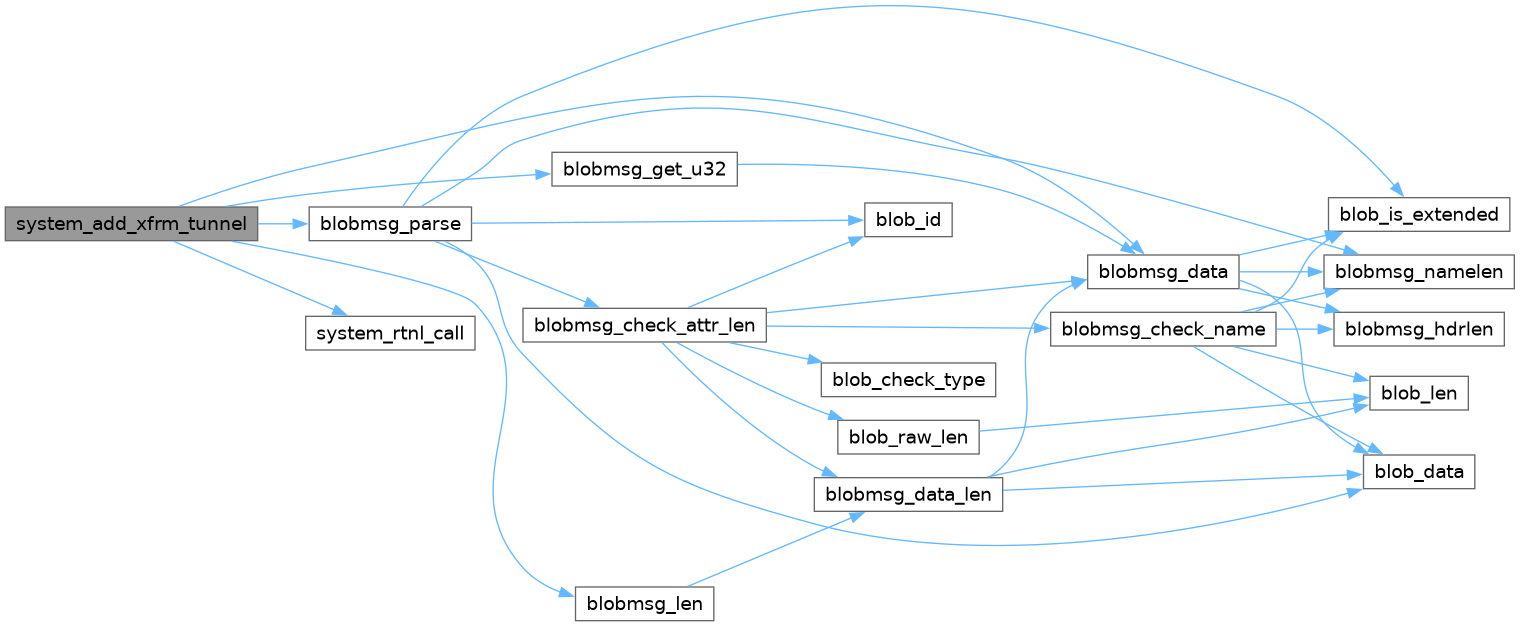 system_add_xfrm_tunnel
blobmsg_parse
system_rtnl_call
blobmsg_get_u32
blobmsg_check_attr_len
blobmsg_len
blob_id
blob_check_type
blob_raw_len
blobmsg_data_len
blobmsg_data
blobmsg_check_name
blob_is_extended
blobmsg_namelen
blobmsg_hdrlen
blob_len
blob_data